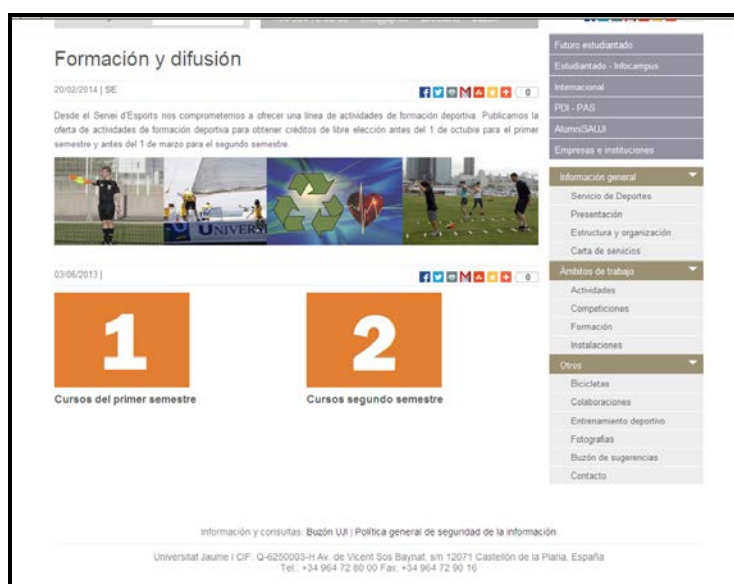 Formación y difusión
20/02/2014 | SE
0
Desde el Servei d'Esports nos comprometemos a ofrecer una línea de actividades de formación deportiva. Publicamos la
oferta de actividades de formación deportiva para obtener créditos de libre elección antes del 1 de octubre para el primer
semestre y antes del 1 de marzo para el segundo semestre.
UNIVERS
03/06/2013 |
0
1
2
Cursos del primer semestre
Cursos segundo semestre
Futuro estudiantado
Estudiantado - Infocampus
Internacional
PDI - PAS
AlumniSAUJI
Empresas e instituciones
Información general
Servicio de Deportes
Presentación
Estructura y organización
Carta de servicios
Ámbitos de trabajo
Actividades
Competiciones
Formación
Instalaciones
Otros
Bicicletas
Colaboraciones
Entrenamiento deportivo
Fotografias
Buzón de sugerencias
Contacto
Información y consultas: Buzón UJI | Política general de seguridad de la información
Universitat Jaume I CIF: Q-6250003-H Av. de Vicent Sos Baynat, s/n 12071 Castellón de la Plana, España
Tel.: +34 964 72 80 00 Fax: +34 964 72 90 16